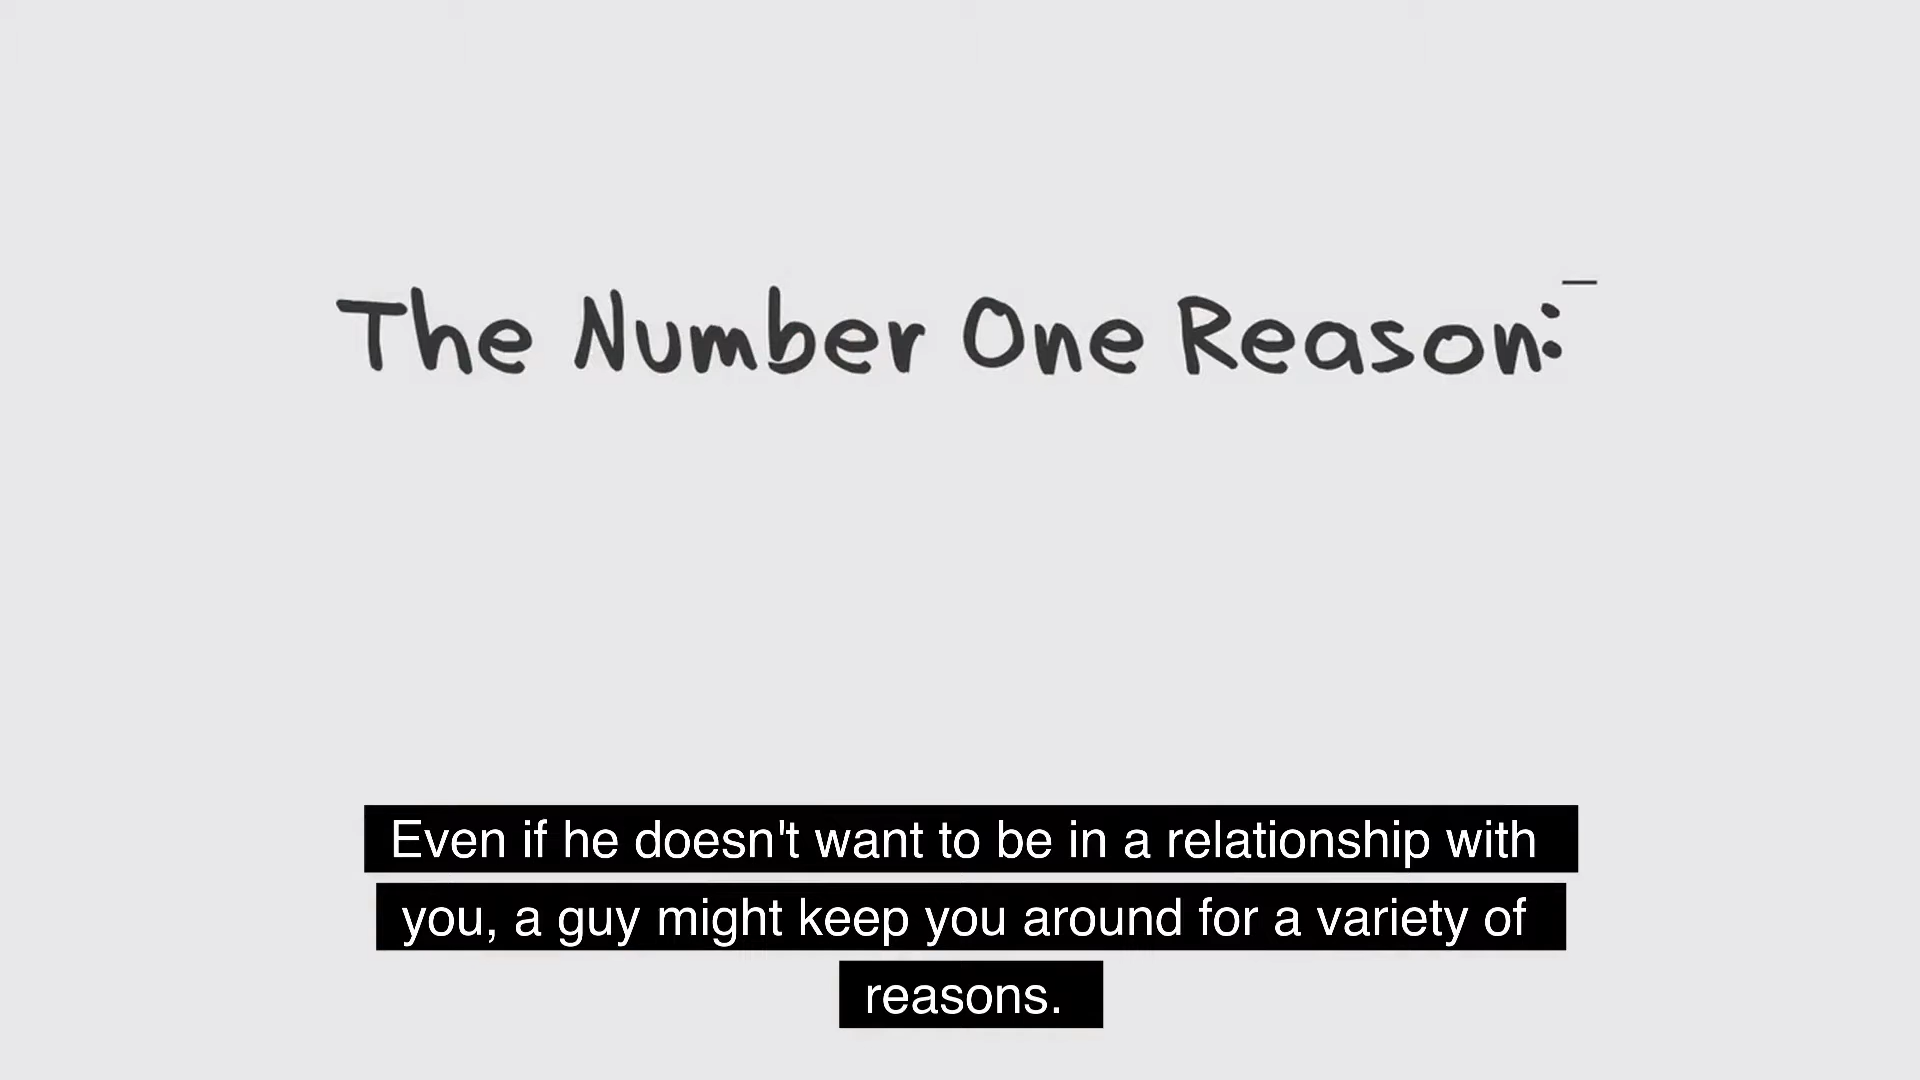 The Number One Reason:
Even if he doesn't want to be in a relationship with
you, a guy might keep you around for a variety of
reasons.